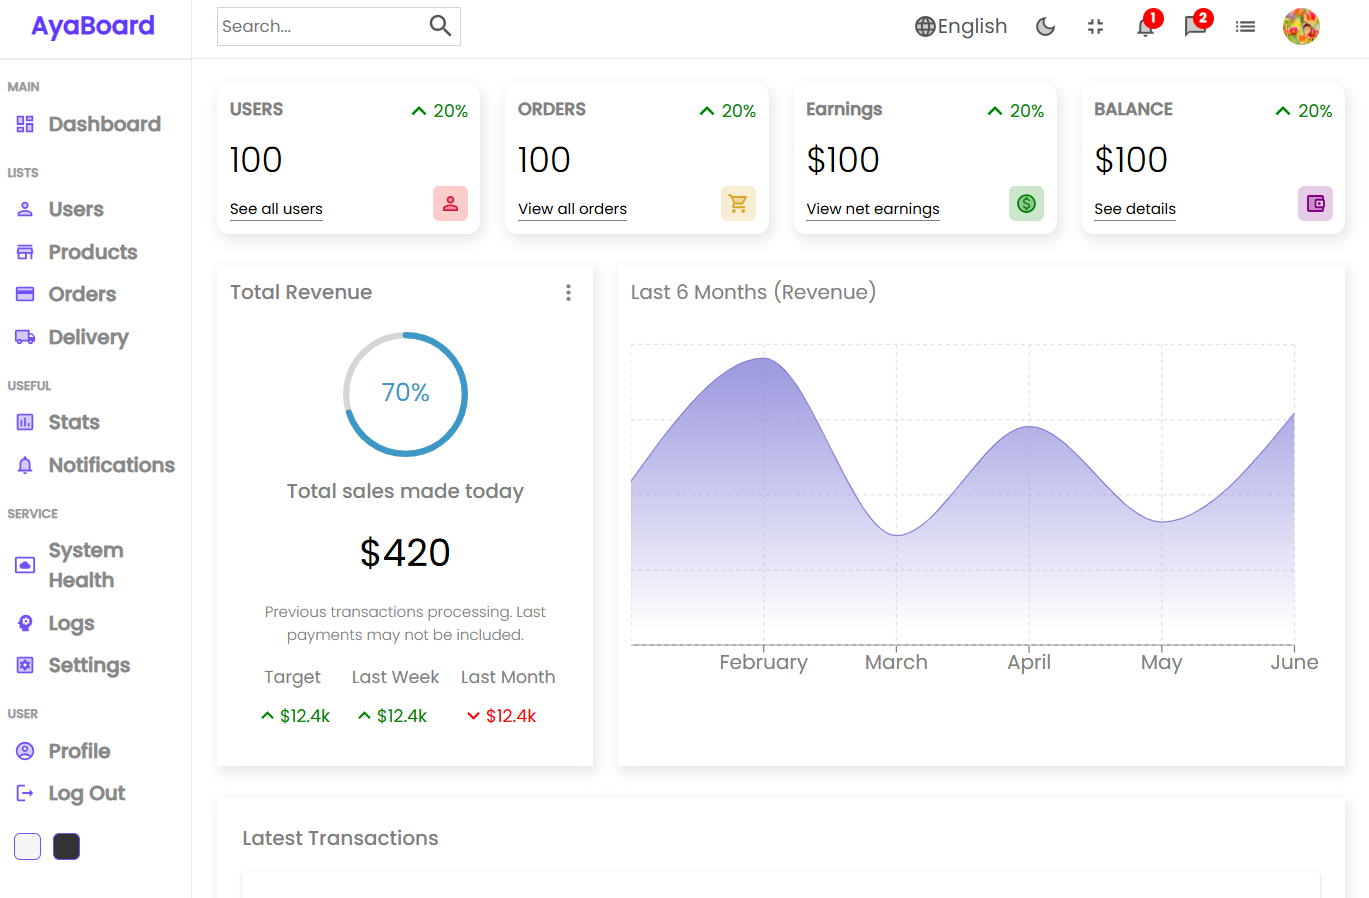 AyaBoard
Search...
English
1
2
MAIN
Dashboard
LISTS
Users
Products
Orders
Delivery
USEFUL
Stats
Notifications
SERVICE
System
Health
Logs
Settings
USER
Profile
Log Out
USERS
20%
100
See all users
ORDERS
20%
100
View all orders
Earnings
20%
$100
View net earnings
BALANCE
20%
$100
See details
Total Revenue
70%
Total sales made today
$420
Previous transactions processing. Last
payments may not be included.
Target Last Week Last Month
$12.4k $12.4k $12.4k
Last 6 Months (Revenue)
February March April May June
Latest Transactions